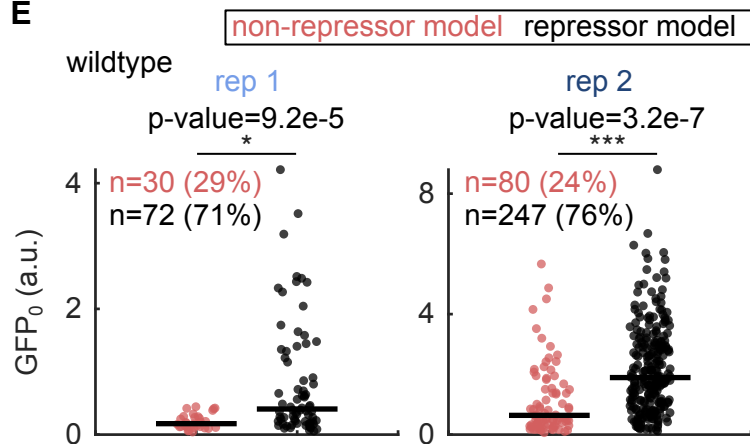 E
non-repressor model repressor model
wildtype
rep 1
p-value=9.2e-5
*
n=30 (29%)
n=72 (71%)
4
2
0
GFP₀ (a.u.)
rep 2
p-value=3.2e-7
***
n=80 (24%)
n=247 (76%)
8
4
0